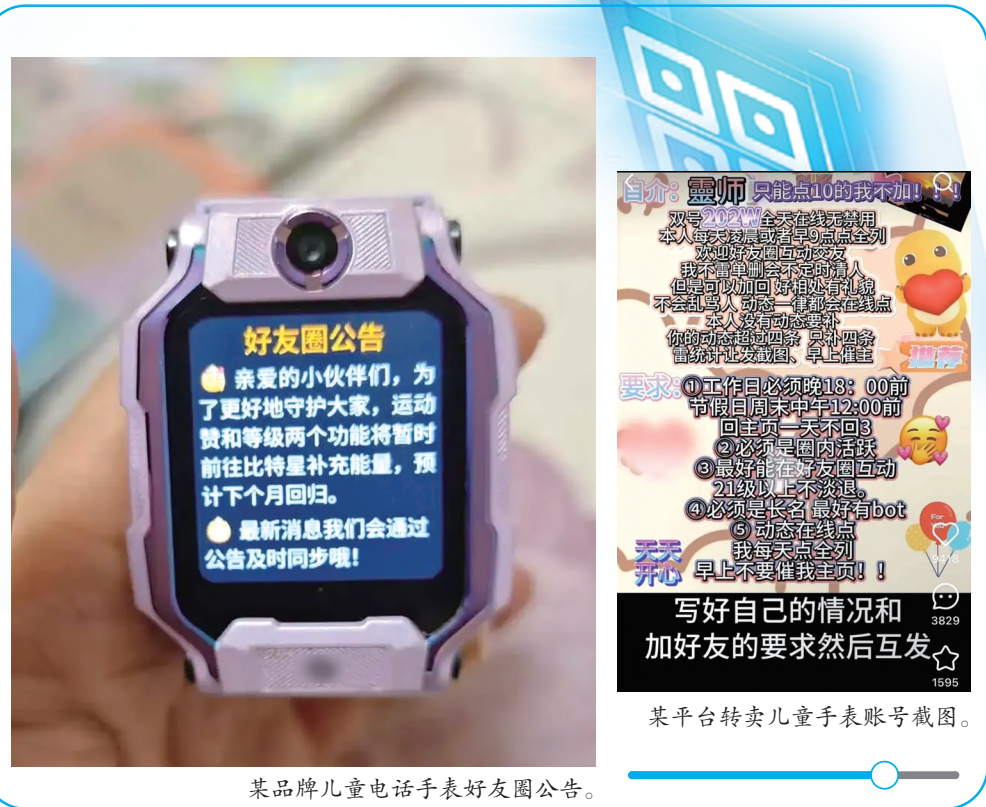 好友圈公告
亲爱的小伙伴们，为
了更好地守护大家，运动
赞和等级两个功能将暂时
前往比特星补充能量，预
计下个月回归。
最新消息我们会通过
公告及时同步哦！
某品牌儿童电话手表好友圈公告。
自介：靈师 只能点10的我不加！！！
双号202W全天在线无禁用
本人每天凌晨或者早9点点全列
欢迎好友圈互动交友
我不雷单删会不定时清人
但是可以加回 好相处有礼貌
不会乱骂人 动态一律都会在线点
本人没有动态要补
你的动态超过四条 只补四条
雷统计让发截图、早上催主
推荐
要求：①工作日必须晚18：00前
节假日周末中午12:00前
回主页一天不回3
②必须是圈内活跃
③最好能在好友圈互动
21级以上不淡退。
④必须是长名 最好有bot
⑤ 动态在线点
我每天点全列
早上不要催我主页！！
天天
开心
For
9418
写好自己的情况和
加好友的要求然后互发
3829
1595
某平台转卖儿童手表账号截图。